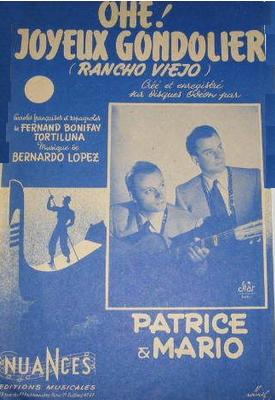 OHÉ!
JOYEUX GONDOLIER
(RANCHO VIEJO)
Créé et enregistré
sur disques Odéon par
Paroles françaises et espagnoles
de FERNAND BONIFAY
TORTILUNA
Musique de
BERNARDO LOPEZ
PATRICE
& MARIO
NUANCES
EDITIONS MUSICALES